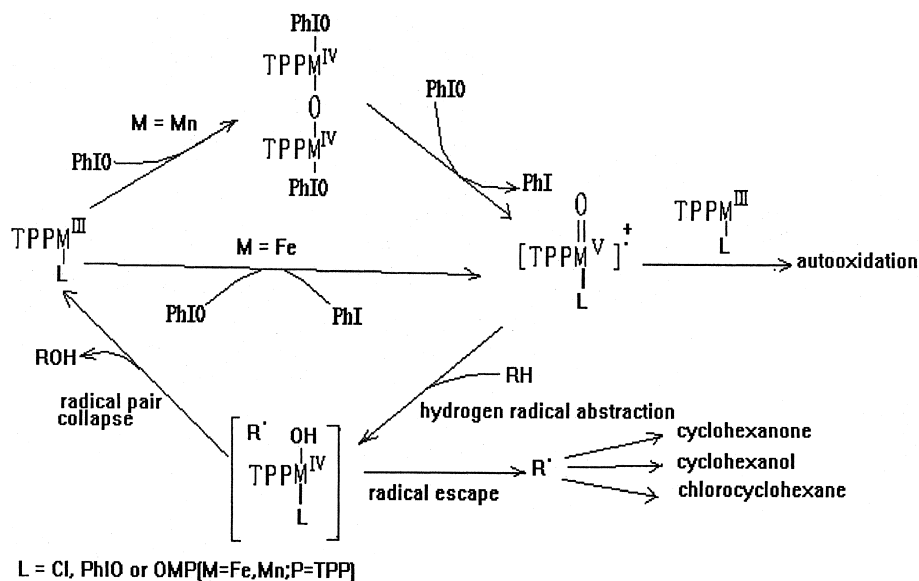 PhIO
TPPM IV
O
TPPM IV
PhIO
M = Mn
PhIO
PhIO
PhI
TPPM III
L
M = Fe
PhIO
PhI
O
[TPPM V ] +.
L
TPPM III
L
autooxidation
ROH
radical pair
collapse
RH
hydrogen radical abstraction
R· OH
TPPM IV
L
radical escape
R·
cyclohexanone
cyclohexanol
chlorocyclohexane
L = Cl, PhIO or OMP[M=Fe,Mn;P=TPP]